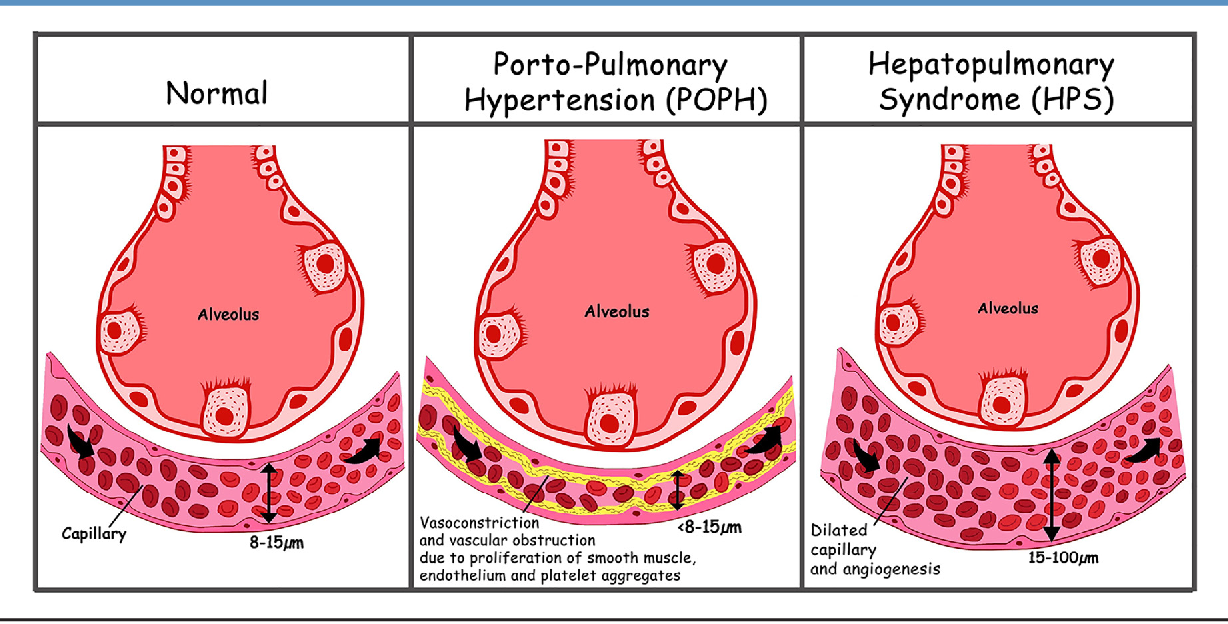 Normal
Porto-Pulmonary
Hypertension (POPH)
Hepatopulmonary
Syndrome (HPS)
Alveolus
Capillary
8-15µm
Alveolus
Vasoconstriction
and vascular obstruction
due to proliferation of smooth muscle,
endothelium and platelet aggregates
<8-15µm
Alveolus
Dilated
capillary
and angiogenesis
15-100µm